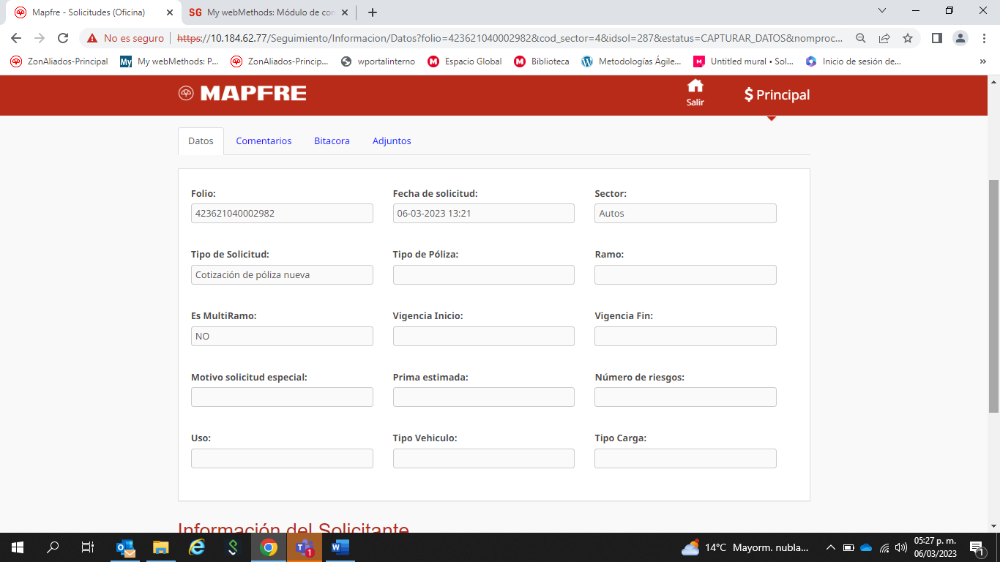 Mapfre - Solicitudes (Oficina)
SG My webMethods: Módulo de con
No es seguro https://10.184.62.77/Seguimiento/Informacion/Datos?folio=423621040002982&cod_sector=4&idsol=287&estatus=CAPTURAR_DATOS&nomproc...
ZonAliados-Principal My My webMethods: P... ZonAliados-Princip... wportalinterno Espacio Global Biblioteca Metodologías Ágile... Untitled mural • Sol... Inicio de sesión de... »
MAPFRE Salir $ Principal
Datos Comentarios Bitacora Adjuntos
Folio: Fecha de solicitud: Sector:
423621040002982 06-03-2023 13:21 Autos
Tipo de Solicitud: Tipo de Póliza: Ramo:
Cotización de póliza nueva
Es MultiRamo: Vigencia Inicio: Vigencia Fin:
NO
Motivo solicitud especial: Prima estimada: Número de riesgos:
Uso: Tipo Vehiculo: Tipo Carga:
Información del Solicitante
14°C Mayorm. nubla... 05:27 p. m.
06/03/2023
1
1